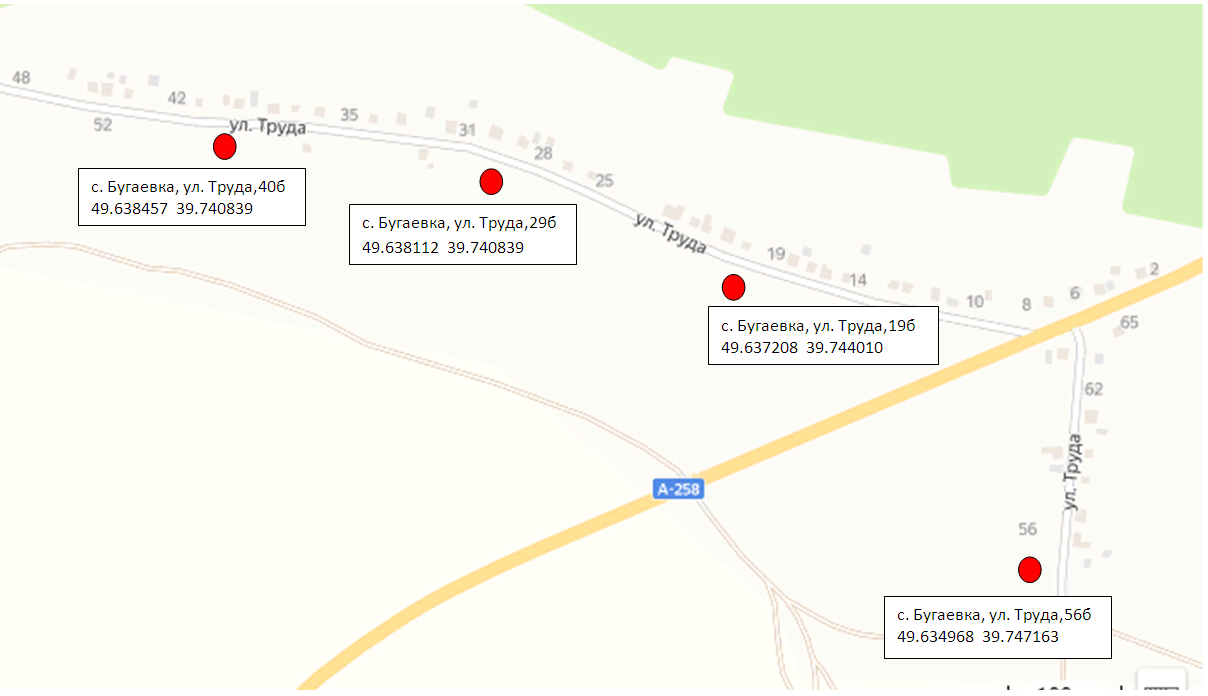 48
42
52
ул. Труда
35
31
28
25
с. Бугаевка, ул. Труда,40б
49.638457 39.740839
с. Бугаевка, ул. Труда,29б
49.638112 39.740839
ул. Труда
19
14
10
8
6
2
65
с. Бугаевка, ул. Труда,19б
49.637208 39.744010
62
ул. Труда
А-258
56
с. Бугаевка, ул. Труда,56б
49.634968 39.747163